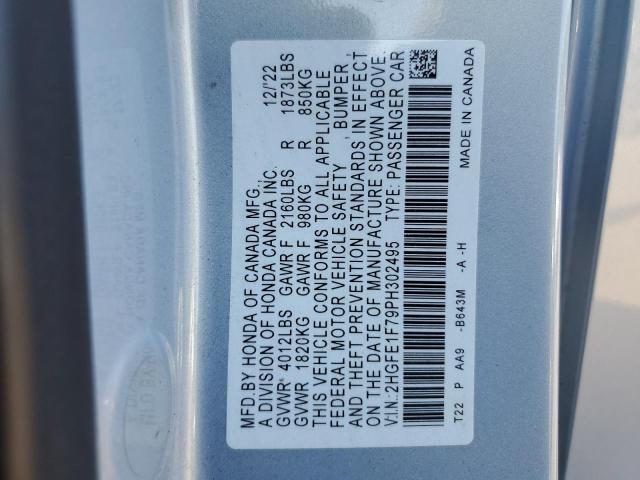 MFD.BY HONDA OF CANADA MFG., 12/'22
A DIVISION OF HONDA CANADA INC.
GVWR 4012LBS GAWR F 2160LBS R 1873LBS
GVWR 1820KG GAWR F 980KG R 850KG
THIS VEHICLE CONFORMS TO ALL APPLICABLE
FEDERAL MOTOR VEHICLE SAFETY , BUMPER ,
AND THEFT PREVENTION STANDARDS IN EFFECT
ON THE DATE OF MANUFACTURE SHOWN ABOVE.
V.I.N.:2HGFE1F79PH302495 TYPE: PASSENGER CAR
T22 P AA9 -B643M -A -H MADE IN CANADA